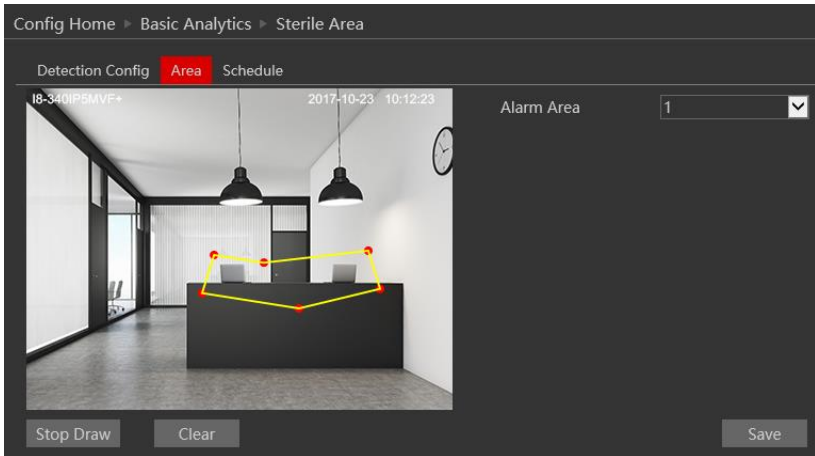 Config Home ▶ Basic Analytics ▶ Sterile Area
Detection Config Area Schedule
I8-340IP5MVF+ 2017-10-23 10:12:23
Alarm Area 1
Stop Draw Clear Save